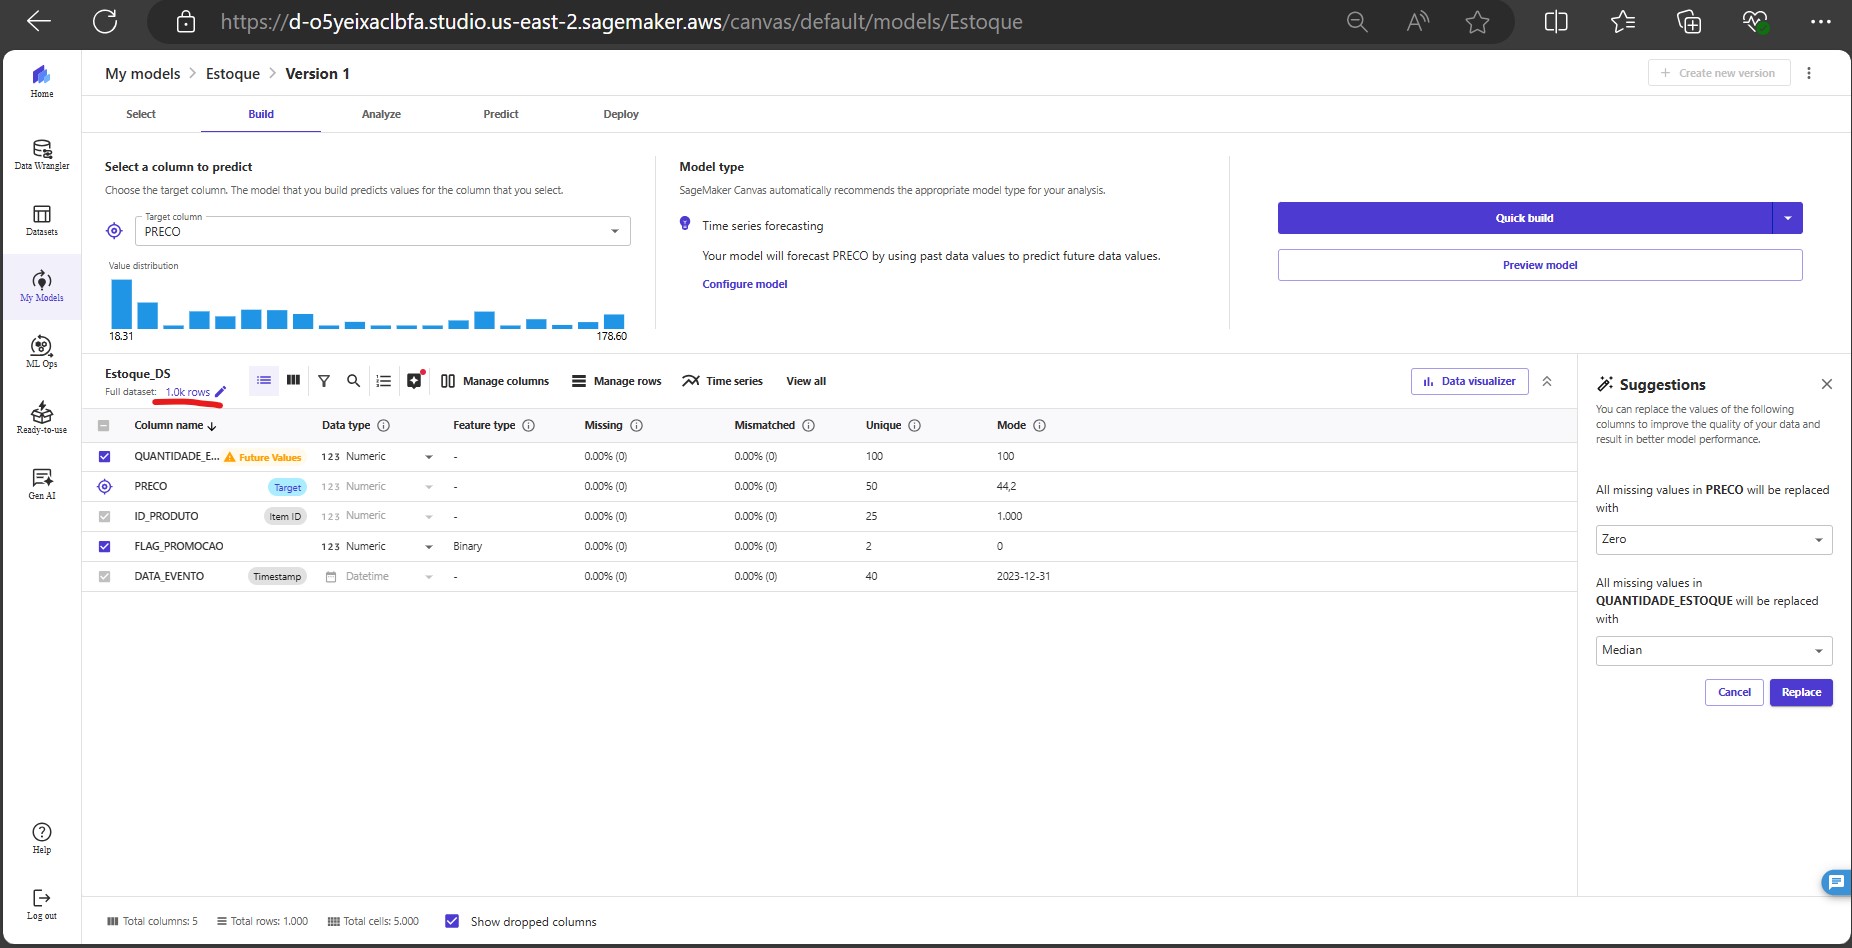 https://d-o5yeixaclbfa.studio.us-east-2.sagemaker.aws/canvas/default/models/Estoque
Home
Data Wrangler
Datasets
My Models
ML Ops
Ready-to-use
Gen AI
Help
Log out
My models > Estoque > Version 1
+ Create new version
Select
Build
Analyze
Predict
Deploy
Select a column to predict
Choose the target column. The model that you build predicts values for the column that you select.
Target column
PRECO
Value distribution
18.31
178.60
Model type
SageMaker Canvas automatically recommends the appropriate model type for your analysis.
Time series forecasting
Your model will forecast PRECO by using past data values to predict future data values.
Configure model
Quick build
Preview model
Estoque_DS
Full dataset: 1.0k rows
Manage columns
Manage rows
Time series
View all
Data visualizer
Column name Data type Feature type Missing Mismatched Unique Mode
QUANTIDADE_E... Future Values 123 Numeric - 0.00% (0) 0.00% (0) 100 100
PRECO Target 123 Numeric - 0.00% (0) 0.00% (0) 50 44,2
ID_PRODUTO Item ID 123 Numeric - 0.00% (0) 0.00% (0) 25 1.000
FLAG_PROMOCAO 123 Numeric Binary 0.00% (0) 0.00% (0) 2 0
DATA_EVENTO Timestamp Datetime - 0.00% (0) 0.00% (0) 40 2023-12-31
Suggestions
You can replace the values of the following
columns to improve the quality of your data and
result in better model performance.
All missing values in PRECO will be replaced
with
Zero
All missing values in
QUANTIDADE_ESTOQUE will be replaced
with
Median
Cancel
Replace
Total columns: 5
Total rows: 1.000
Total cells: 5.000
Show dropped columns